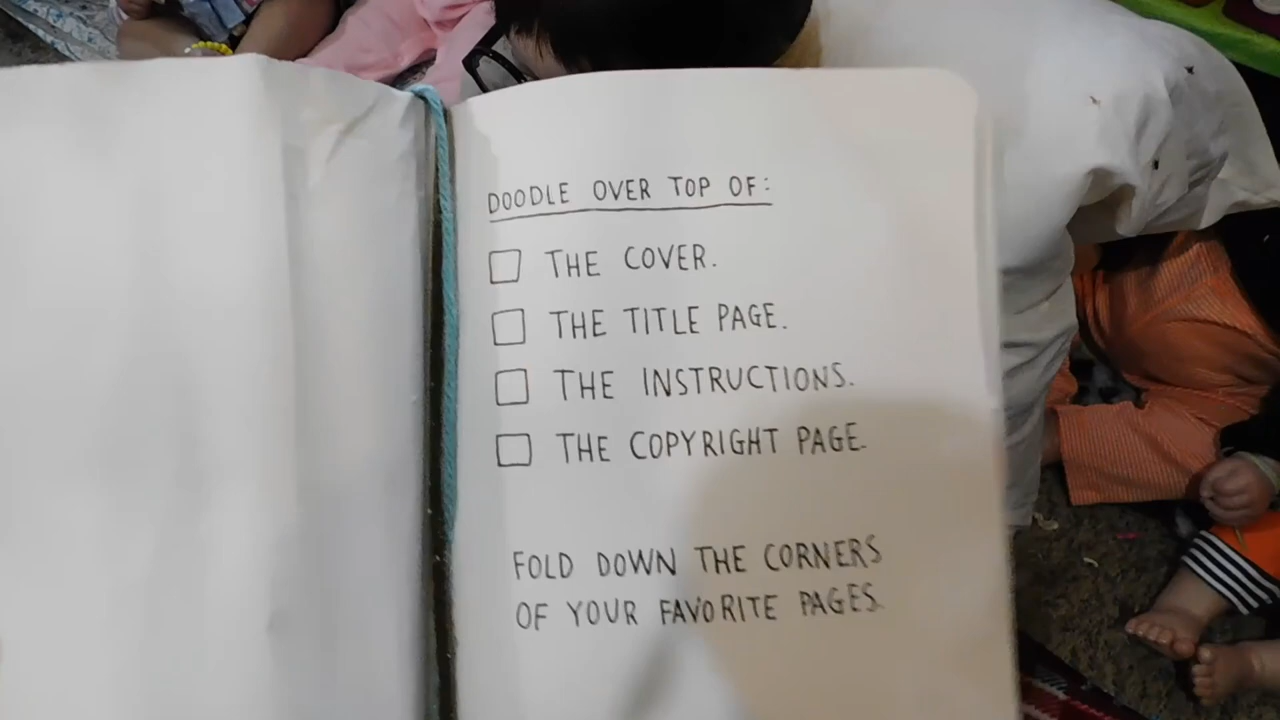 DOODLE OVER TOP OF:
THE COVER.
THE TITLE PAGE.
THE INSTRUCTIONS.
THE COPYRIGHT PAGE.
FOLD DOWN THE CORNERS
OF YOUR FAVORITE PAGES.